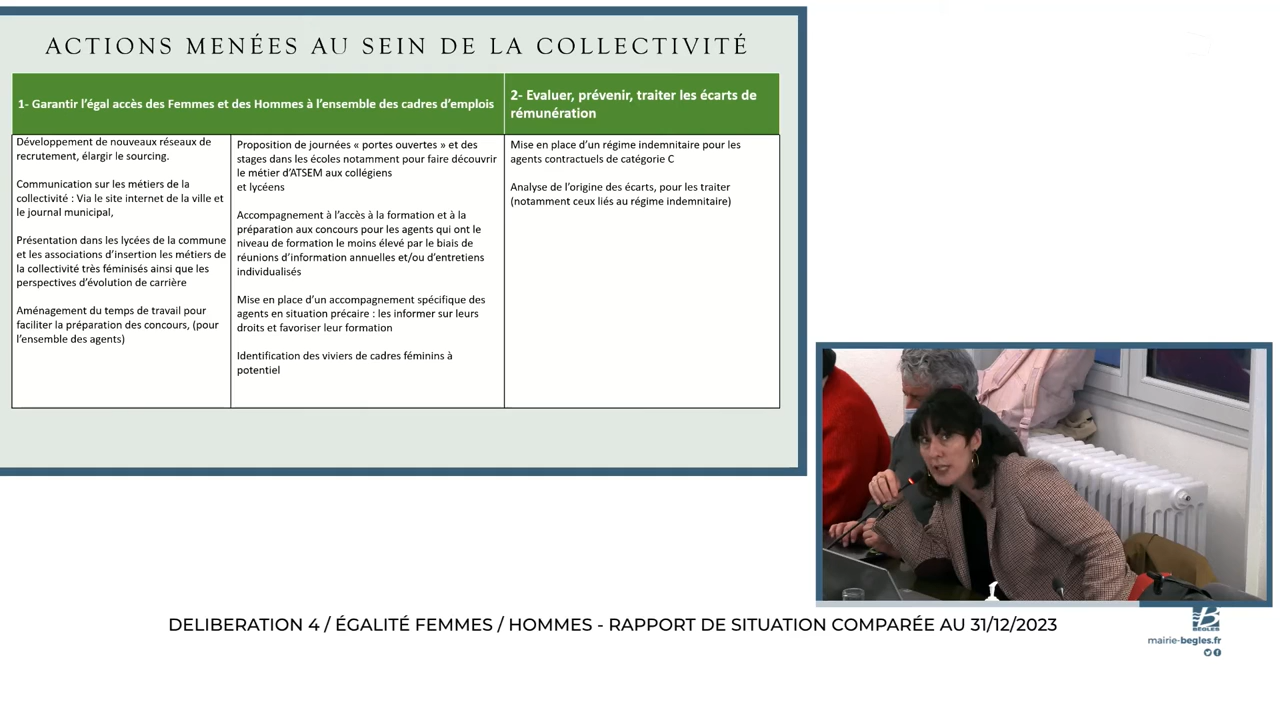 ACTIONS MENÉES AU SEIN DE LA COLLECTIVITÉ
1- Garantir l’égal accès des Femmes et des Hommes à l’ensemble des cadres d’emplois
2- Evaluer, prévenir, traiter les écarts de
rémunération
Développement de nouveaux réseaux de
recrutement, élargir le sourcing.
Communication sur les métiers de la
collectivité : Via le site internet de la ville et
le journal municipal,
Présentation dans les lycées de la commune
et les associations d’insertion les métiers de
la collectivité très féminisés ainsi que les
perspectives d’évolution de carrière
Aménagement du temps de travail pour
faciliter la préparation des concours, (pour
l’ensemble des agents)
Proposition de journées « portes ouvertes » et des
stages dans les écoles notamment pour faire découvrir
le métier d’ATSEM aux collégiens
et lycéens
Accompagnement à l’accès à la formation et à la
préparation aux concours pour les agents qui ont le
niveau de formation le moins élevé par le biais de
réunions d’information annuelles et/ou d’entretiens
individualisés
Mise en place d’un accompagnement spécifique des
agents en situation précaire : les informer sur leurs
droits et favoriser leur formation
Identification des viviers de cadres féminins à
potentiel
Mise en place d’un régime indemnitaire pour les
agents contractuels de catégorie C
Analyse de l’origine des écarts, pour les traiter
(notamment ceux liés au régime indemnitaire)
DELIBERATION 4 / ÉGALITÉ FEMMES / HOMMES - RAPPORT DE SITUATION COMPARÉE AU 31/12/2023
BÈGLES
mairie-begles.fr